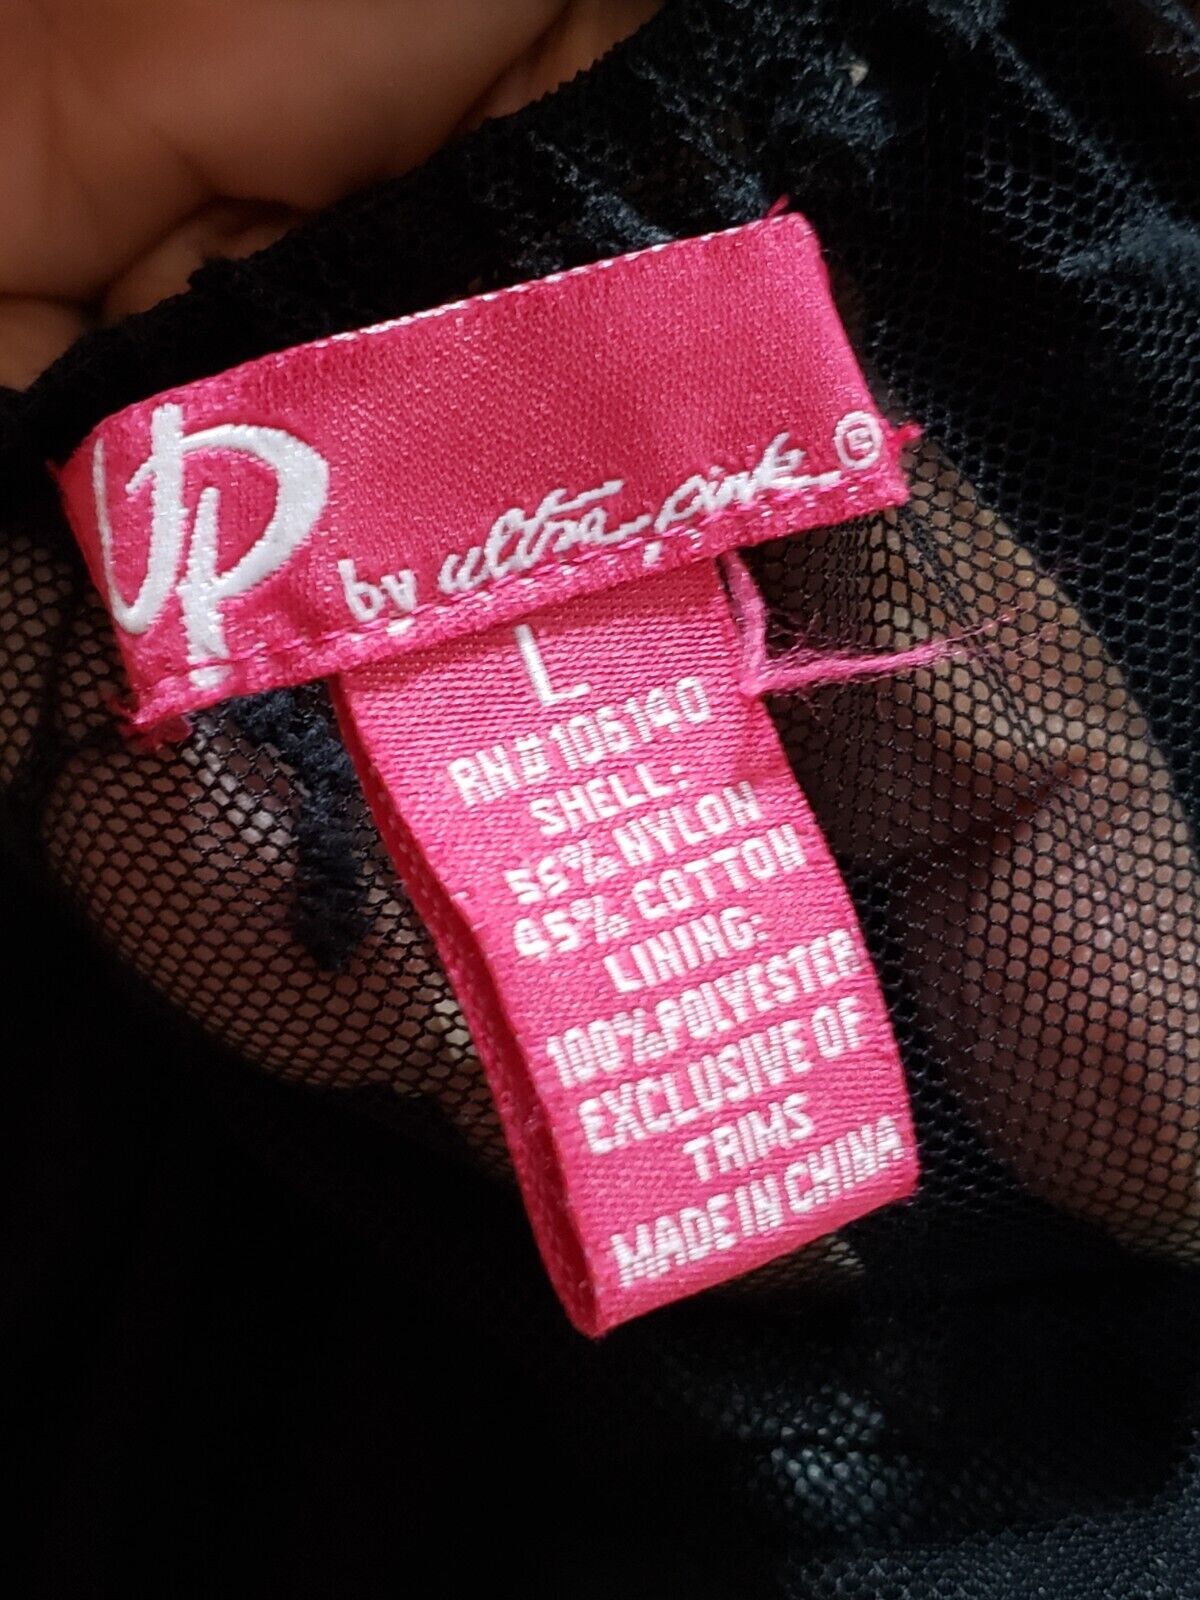 UP by ultra pink ®
L
RN#106140
SHELL:
55% NYLON
45% COTTON
LINING:
100%POLYESTER
EXCLUSIVE OF
TRIMS
MADE IN CHINA